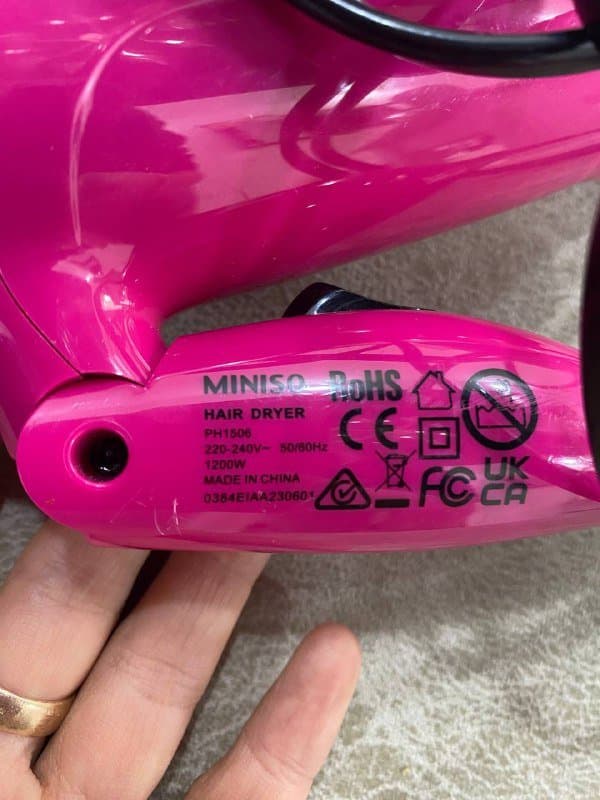 MINISO
HAIR DRYER
PH1506
220-240V~ 50/60Hz
1200W
MADE IN CHINA
0384EIAA230601
RoHS
CE
FC
UK
CA